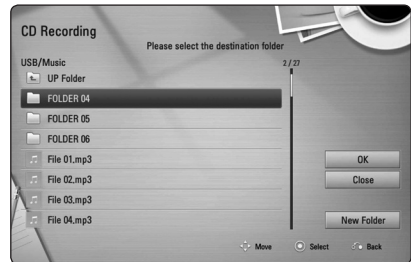 CD Recording
Please select the destination folder
USB/Music
2 / 27
UP Folder
FOLDER 04
FOLDER 05
FOLDER 06
File 01.mp3
File 02.mp3
File 03.mp3
File 04.mp3
OK
Close
New Folder
Move
Select
Back